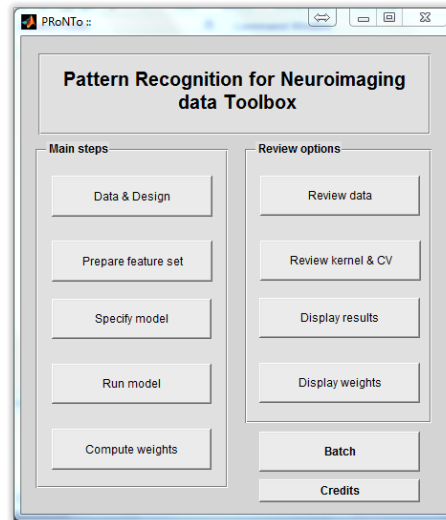 PRoNTo ::
Pattern Recognition for Neuroimaging
data Toolbox
Main steps
Data & Design
Prepare feature set
Specify model
Run model
Compute weights
Review options
Review data
Review kernel & CV
Display results
Display weights
Batch
Credits